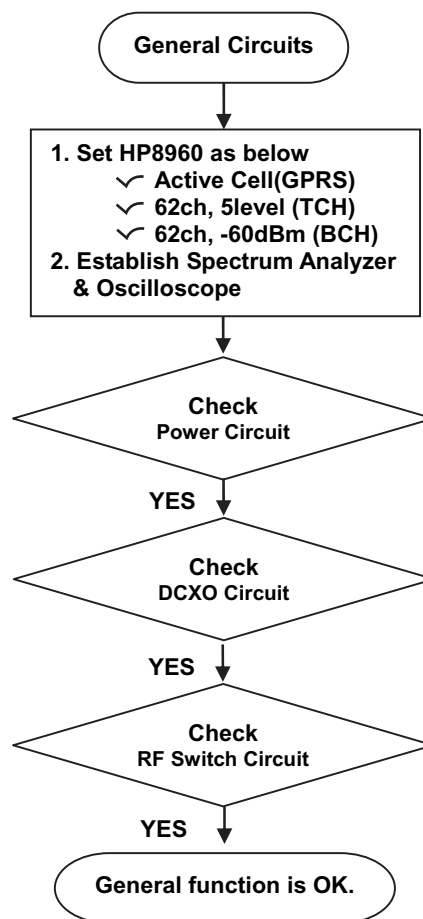 General Circuits
1. Set HP8960 as below
Active Cell(GPRS)
62ch, 5level (TCH)
62ch, -60dBm (BCH)
2. Establish Spectrum Analyzer
& Oscilloscope
Check
Power Circuit
YES
Check
DCXO Circuit
YES
Check
RF Switch Circuit
YES
General function is OK.